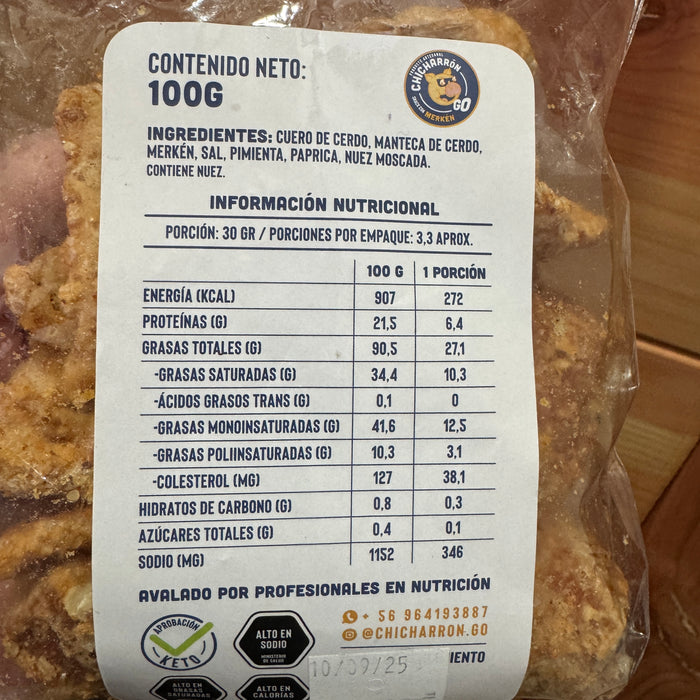 CONTENIDO NETO:
100G
CHICHARRÓN
GO
MERKÉN
INGREDIENTES: CUERO DE CERDO, MANTECA DE CERDO,
MERKÉN, SAL, PIMIENTA, PAPRICA, NUEZ MOSCADA.
CONTIENE NUEZ.
INFORMACIÓN NUTRICIONAL
PORCIÓN: 30 GR / PORCIONES POR EMPAQUE: 3,3 APROX.
100 G 1 PORCIÓN
ENERGÍA (KCAL) 907 272
PROTEÍNAS (G) 21,5 6,4
GRASAS TOTALES (G) 90,5 27,1
-GRASAS SATURADAS (G) 34,4 10,3
-ÁCIDOS GRASOS TRANS (G) 0,1 0
-GRASAS MONOINSATURADAS (G) 41,6 12,5
-GRASAS POLIINSATURADAS (G) 10,3 3,1
-COLESTEROL (MG) 127 38,1
HIDRATOS DE CARBONO (G) 0,8 0,3
AZÚCARES TOTALES (G) 0,4 0,1
SODIO (MG) 1152 346
AVALADO POR PROFESIONALES EN NUTRICIÓN
APROBACIÓN
KETO
ALTO EN
SODIO
MINISTERIO
DE SALUD
+ 56 964193887
@CHICHARRON.GO
IENTO
10/09/25
ALTO EN
GRASAS
SATURADAS
ALTO EN
CALORÍAS